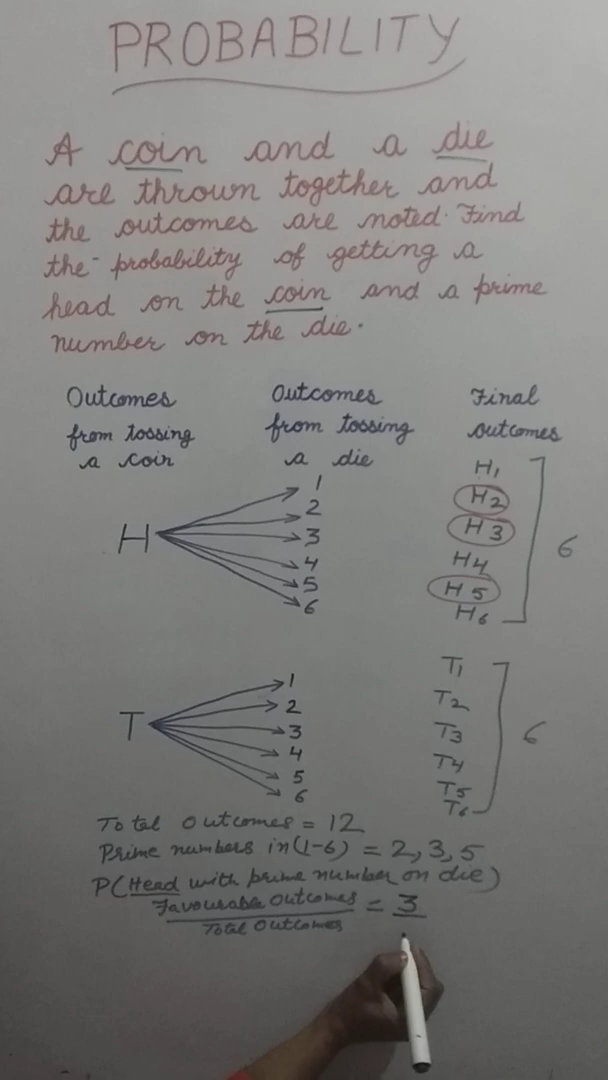 PROBABILITY
A coin and a die
are thrown together and
the outcomes are noted. Find
the probability of getting a
head on the coin and a prime
number on the die.
Outcomes from tossing a coin
Outcomes from tossing a die
Final outcomes
H
1
2
3
4
5
6
H1
H2
H3
H4
H5
H6
6
T
1
2
3
4
5
6
T1
T2
T3
T4
T5
T6
6
Total Outcomes = 12
Prime numbers in (1-6) = 2, 3, 5
P(Head with prime number on die)
Favourable Outcomes = 3
Total Outcomes